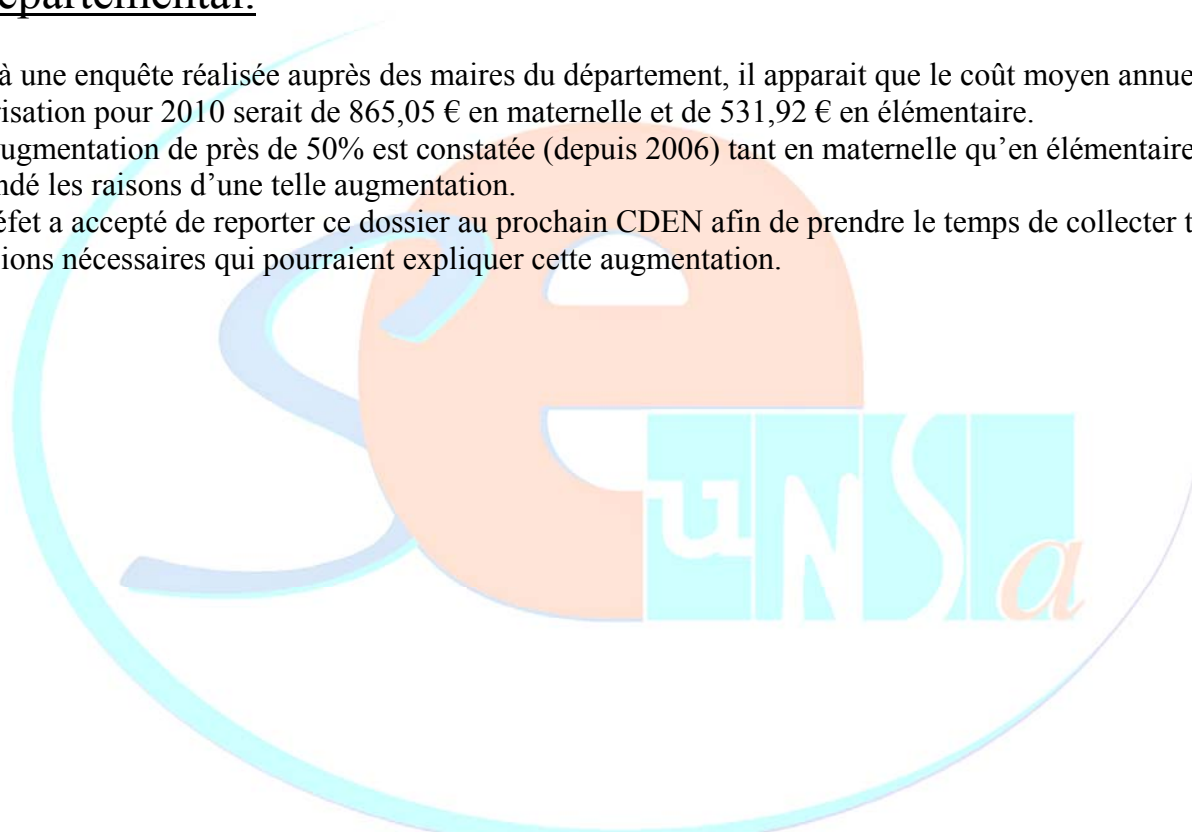 épartemental.
à une enquête réalisée auprès des maires du département, il apparait que le coût moyen annue
risation pour 2010 serait de 865,05 € en maternelle et de 531,92 € en élémentaire.
ugmentation de près de 50% est constatée (depuis 2006) tant en maternelle qu’en élémentaire
ndé les raisons d’une telle augmentation.
éfet a accepté de reporter ce dossier au prochain CDEN afin de prendre le temps de collecter t
ions nécessaires qui pourraient expliquer cette augmentation.
Se
uNSa